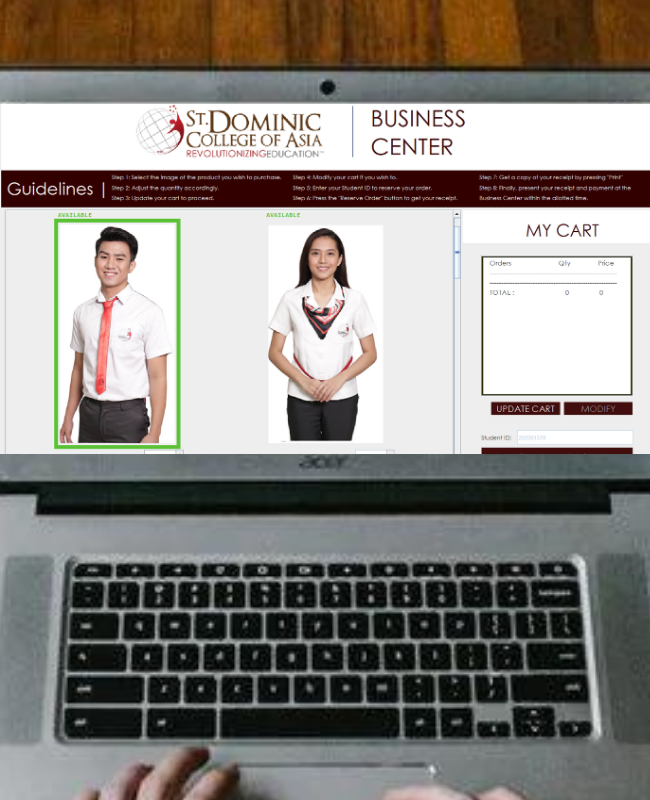 ST. DOMINIC
COLLEGE OF ASIA
REVOLUTIONIZINGEDUCATION™
BUSINESS
CENTER
Guidelines |
Step 1: Select the image of the product you wish to purchase.
Step 2: Adjust the quantity accordingly.
Step 3: Update your cart to proceed.
Step 4: Modify your cart if you wish to.
Step 5: Enter your Student ID to reserve your order.
Step 6: Press the "Reserve Order" button to get your receipt.
Step 7: Get a copy of your receipt by pressing "Print"
Step 8: Finally, present your receipt and payment at the
Business Center within the allotted time.
AVAILABLE
AVAILABLE
MY CART
Orders Qty Price
TOTAL : 0 0
UPDATE CART
MODIFY
Student ID:
acer